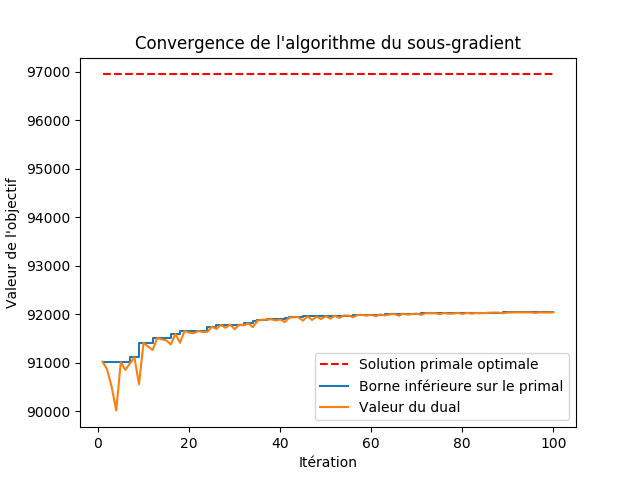 Convergence de l'algorithme du sous-gradient
Valeur de l'objectif
97000
96000
95000
94000
93000
92000
91000
90000
0
20
40
60
80
100
Itération
Solution primale optimale
Borne inférieure sur le primal
Valeur du dual